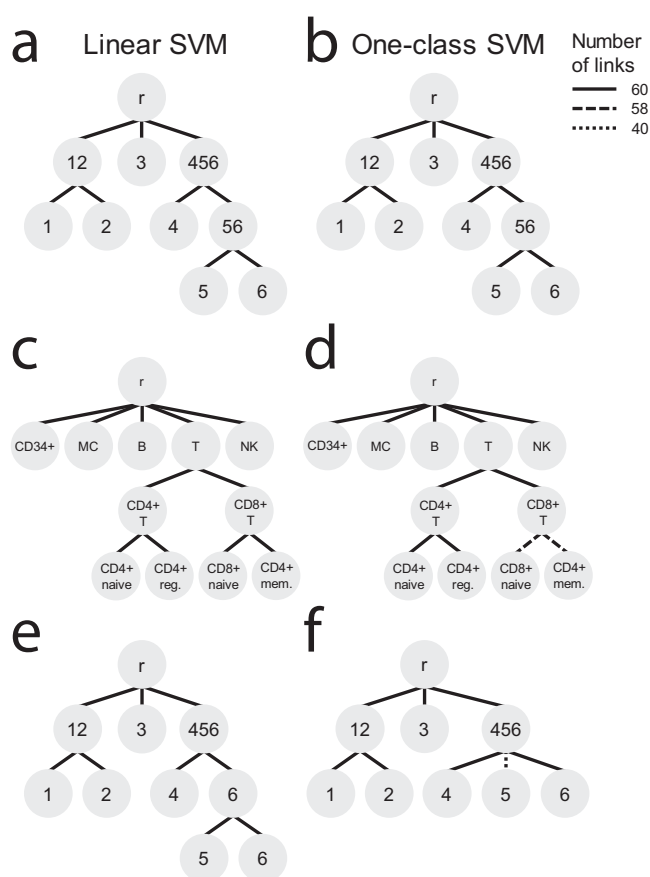 a Linear SVM
b One-class SVM
Number
of links
60
58
40
r
12 3 456
1 2 4 56
5 6
r
12 3 456
1 2 4 56
5 6
c
r
CD34+ MC B T NK
CD4+
T
CD8+
T
CD4+
naive
CD4+
reg.
CD8+
naive
CD4+
mem.
d
r
CD34+ MC B T NK
CD4+
T
CD8+
T
CD4+
naive
CD4+
reg.
CD8+
naive
CD4+
mem.
e
r
12 3 456
1 2 4 6
5 6
f
r
12 3 456
1 2 4 5 6